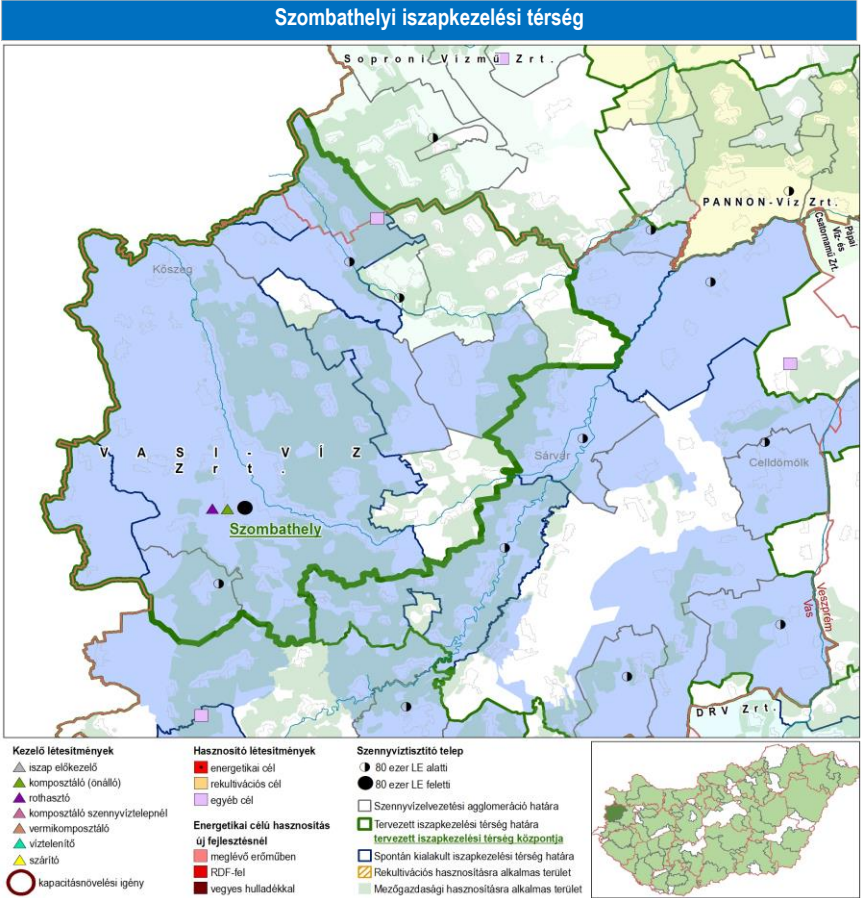 Szombathelyi iszapkezelési térség
Soproni Vízmű Zrt.
PANNON-Víz Zrt.
Pápai
Víz- és
Csatornamű Zrt.
Kőszeg
VASI-VÍZ
Zrt.
Sárvár
Celldömölk
Szombathely
Veszprém
Vas
DRV Zrt.
Kezelő létesítmények
iszap előkezelő
komposztáló (önálló)
rothasztó
komposztáló szennyvíztelepnél
vermikomposztáló
víztelenítő
szárító
kapacitásnövelési igény
Hasznosító létesítmények
energetikai cél
rekultivációs cél
egyéb cél
Energetikai célú hasznosítás
új fejlesztésnél
meglévő erőműben
RDF-fel
vegyes hulladékkal
Szennyvíztisztító telep
80 ezer LE alatti
80 ezer LE feletti
Szennyvízelvezetési agglomeráció határa
Tervezett iszapkezelési térség határa
tervezett iszapkezelési térség központja
Spontán kialakult iszapkezelési térség határa
Rekultivációs hasznosításra alkalmas terület
Mezőgazdasági hasznosításra alkalmas terület